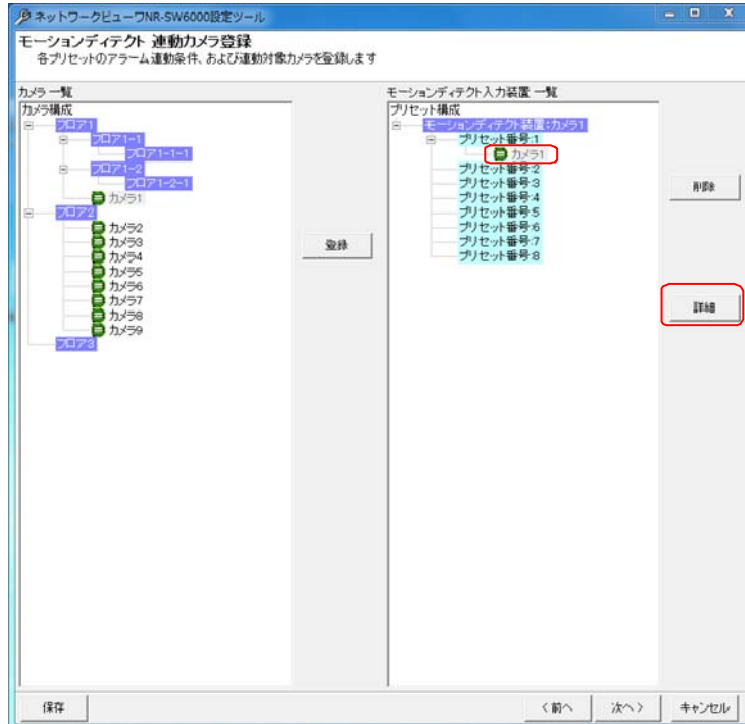 ネットワークビューワNR-SW6000設定ツール
モーションディテクト 連動カメラ登録
各プリセットのアラーム連動条件、および連動対象カメラを登録します
カメラ 一覧
カメラ構成
フロア1
フロア1-1
フロア1-1-1
フロア1-2
フロア1-2-1
カメラ1
フロア2
カメラ2
カメラ3
カメラ4
カメラ5
カメラ6
カメラ7
カメラ8
カメラ9
フロア3
登録
モーションディテクト入力装置 一覧
プリセット構成
モーションディテクト装置:カメラ1
プリセット番号:1
カメラ1
プリセット番号:2
プリセット番号:3
プリセット番号:4
プリセット番号:5
プリセット番号:6
プリセット番号:7
プリセット番号:8
削除
詳細
保存
<前へ
次へ>
キャンセル